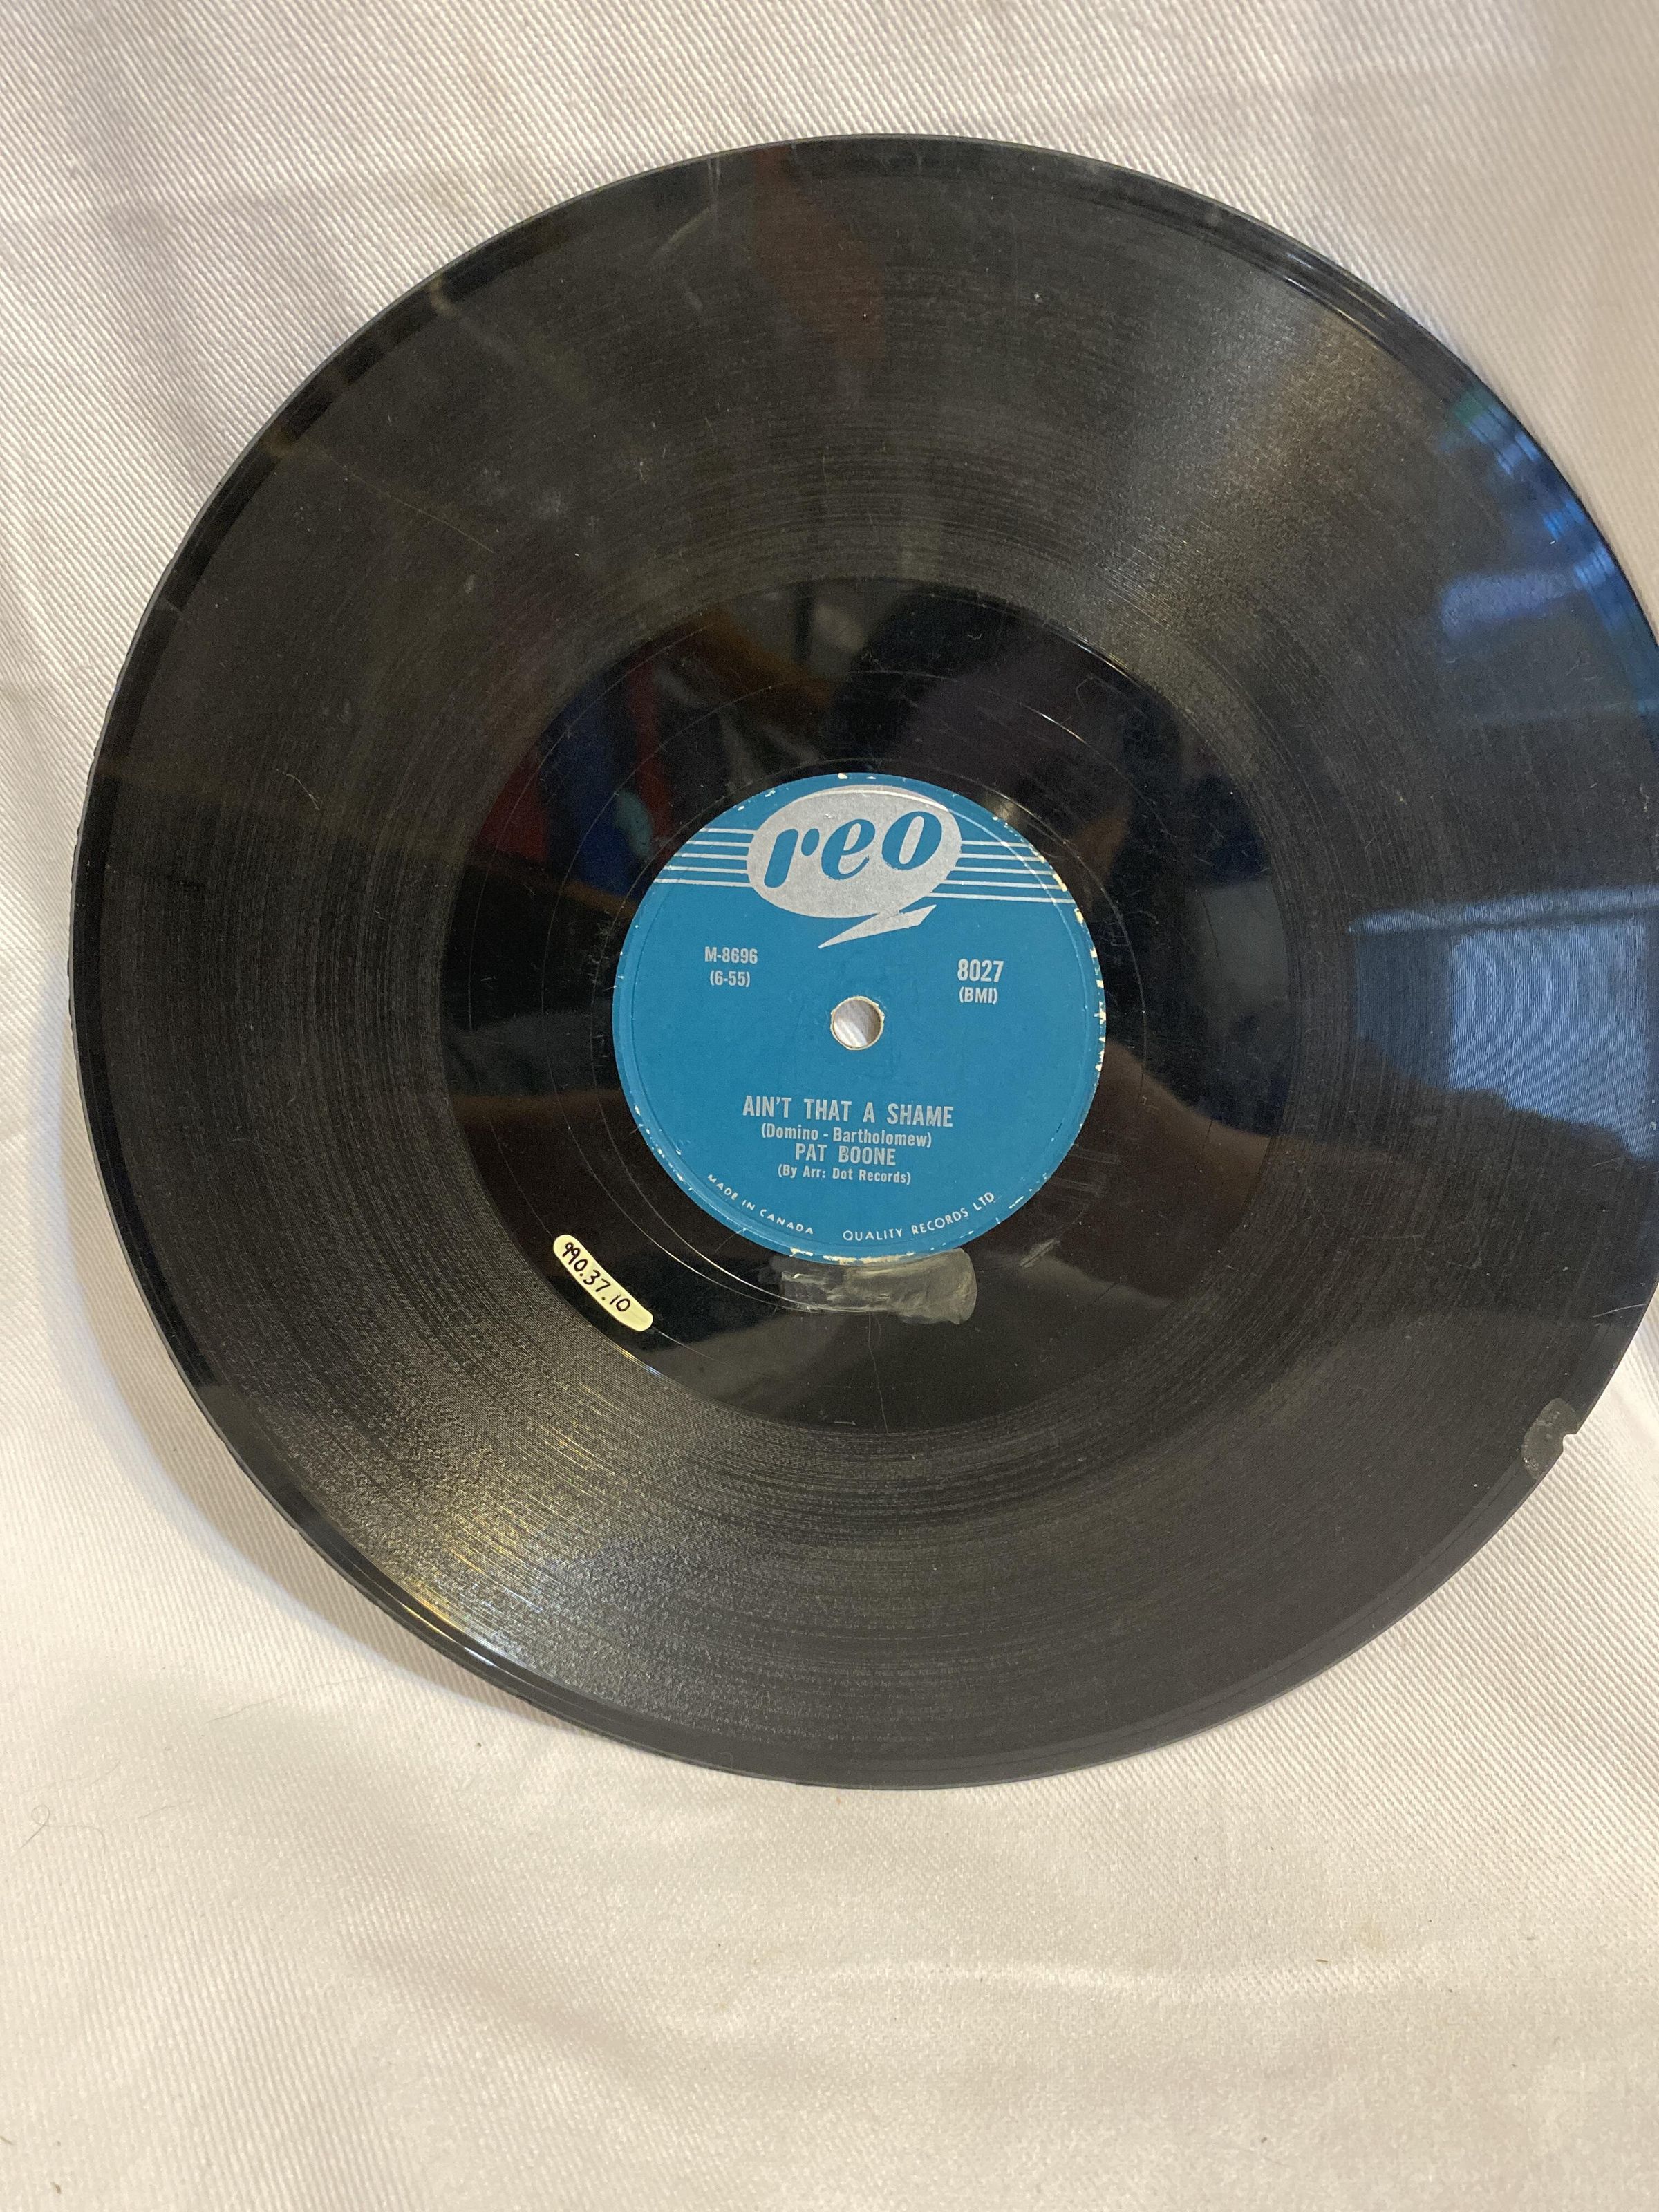 reo
M-8696
(6-55)
8027
(BMI)
AIN'T THAT A SHAME
(Domino - Bartholomew)
PAT BOONE
(By Arr: Dot Records)
MADE IN CANADA QUALITY RECORDS LTD.
990.37.10